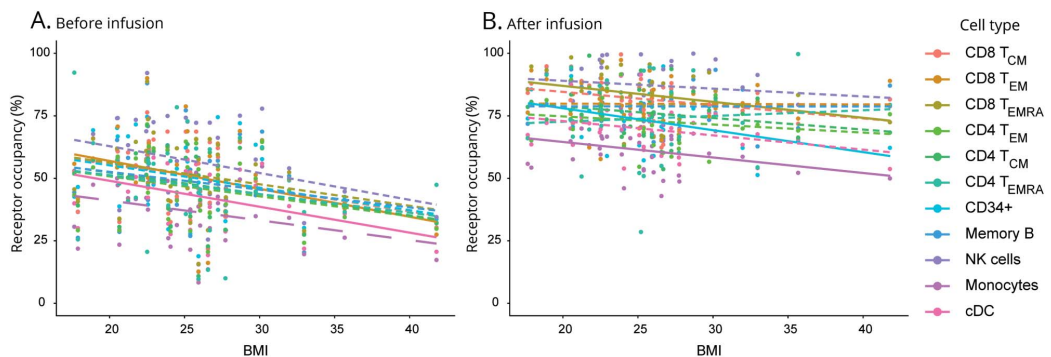 A. Before infusion
B. After infusion
Cell type
100
75
50
25
0
Receptor occupancy (%)
20
25
30
35
40
BMI
100
75
50
25
0
Receptor occupancy (%)
20
25
30
35
40
BMI
CD8 TCM
CD8 TEM
CD8 TEMRA
CD4 TEM
CD4 TCM
CD4 TEMRA
CD34+
Memory B
NK cells
Monocytes
cDC